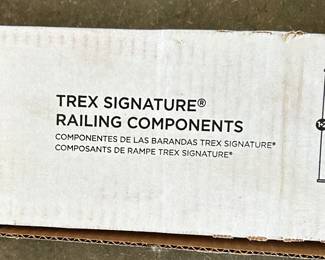 TREX SIGNATURE®
RAILING COMPONENTS
COMPONENTES DE LAS BARANDAS TREX SIGNATURE®
COMPOSANTS DE RAMPE TREX SIGNATURE®